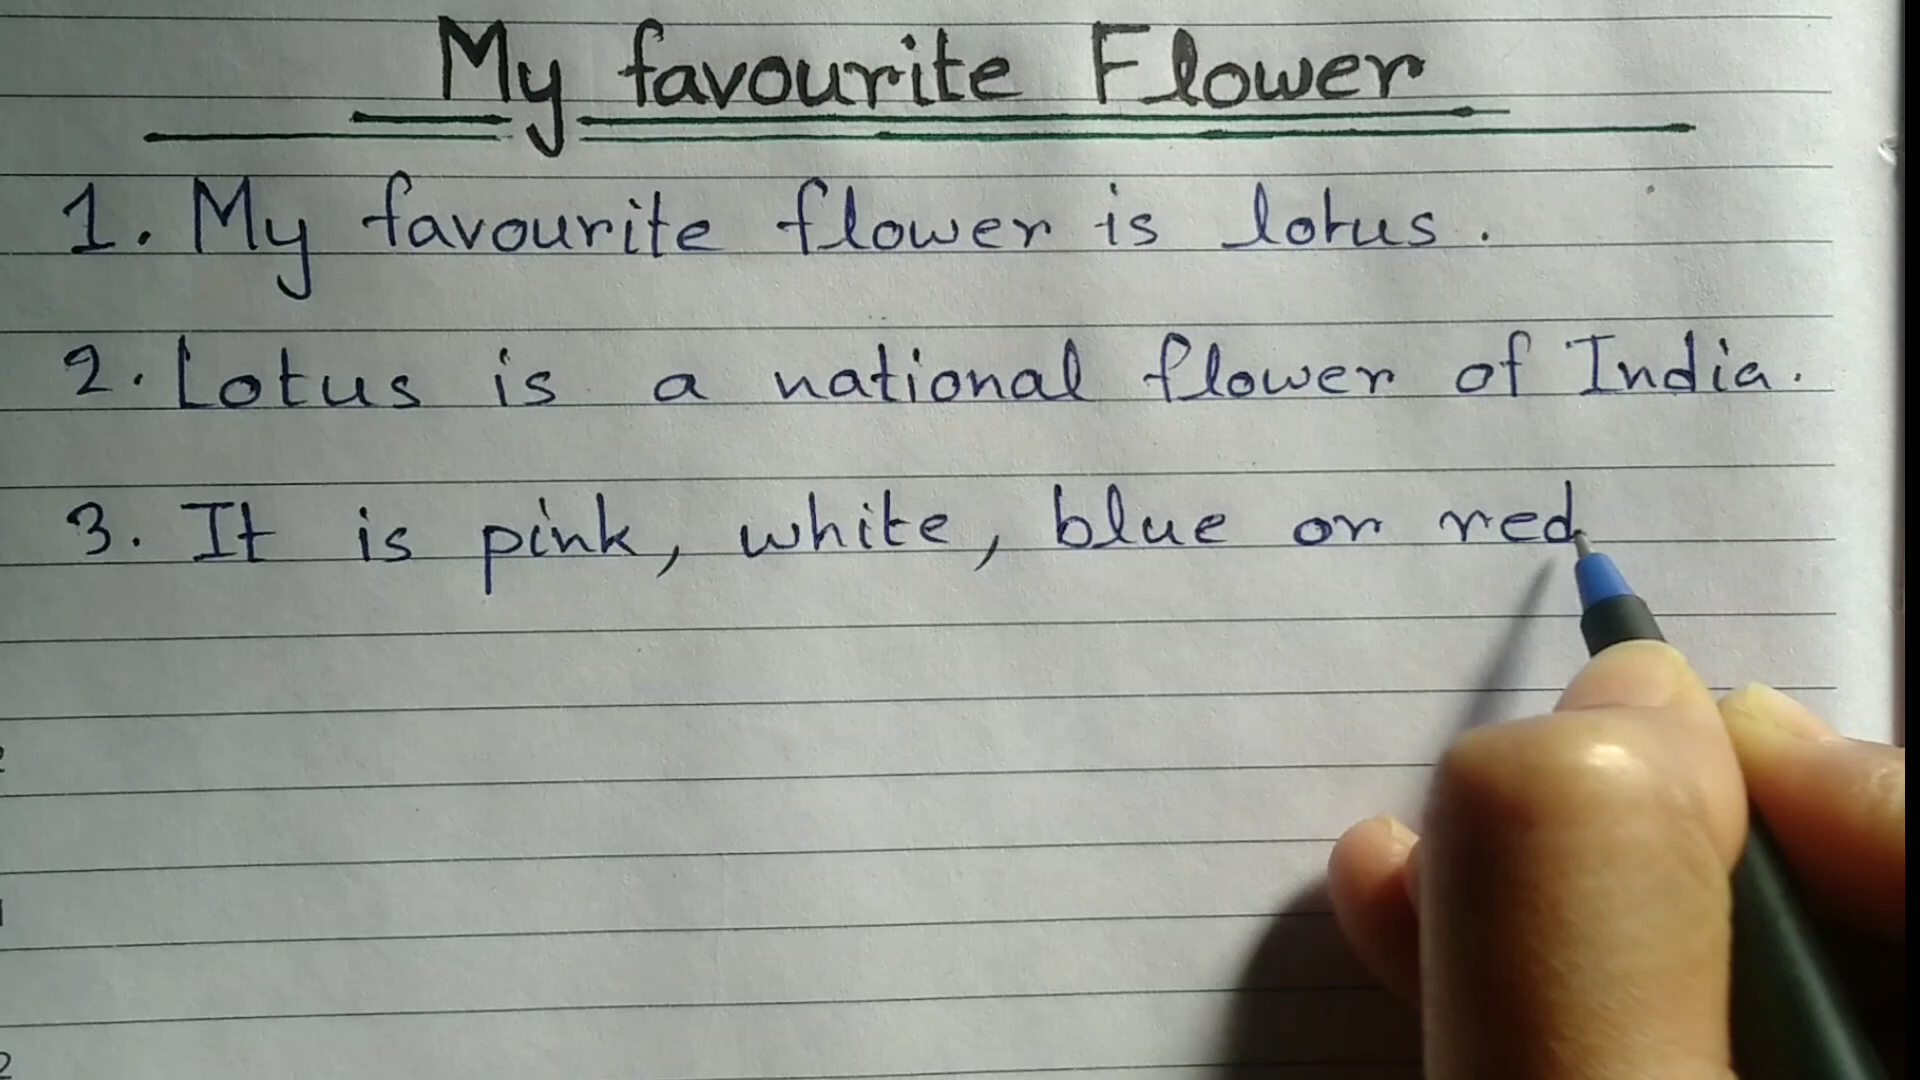 My favourite Flower
1. My favourite flower is lotus.
2. Lotus is a national flower of India.
3. It is pink, white, blue or red